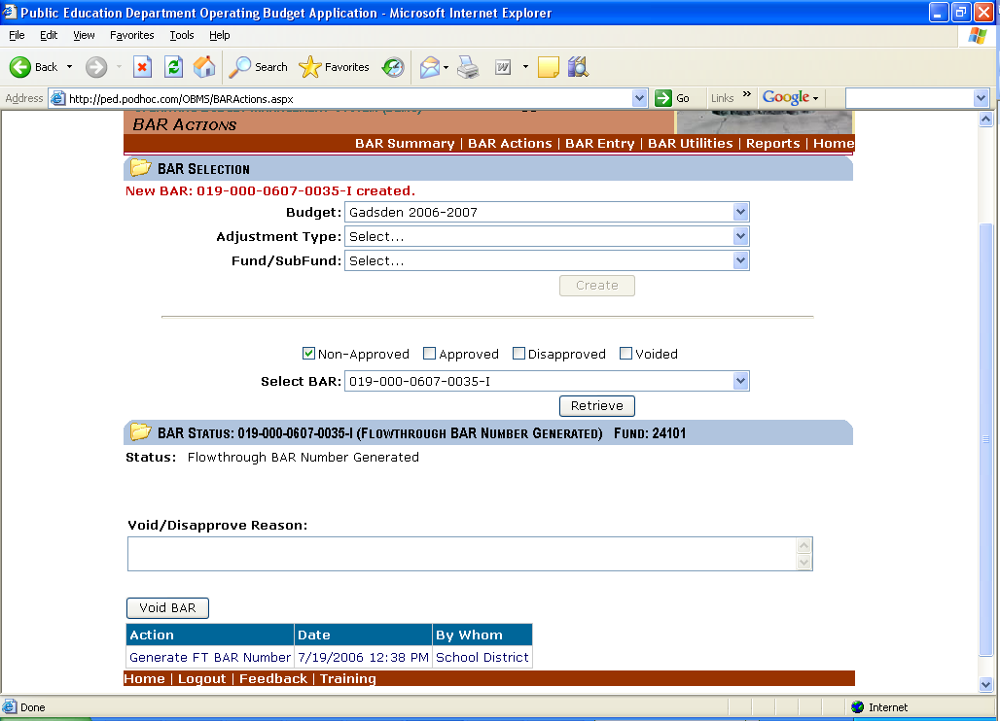 Public Education Department Operating Budget Application - Microsoft Internet Explorer
File Edit View Favorites Tools Help
Back Search Favorites
Address http://ped.podhoc.com/OBMS/BARActions.aspx Go Links » Google
BAR ACTIONS
BAR Summary | BAR Actions | BAR Entry | BAR Utilities | Reports | Home
BAR SELECTION
New BAR: 019-000-0607-0035-I created.
Budget: Gadsden 2006-2007
Adjustment Type: Select...
Fund/SubFund: Select...
Create
Non-Approved Approved Disapproved Voided
Select BAR: 019-000-0607-0035-I
Retrieve
BAR STATUS: 019-000-0607-0035-I (FLOWTHROUGH BAR NUMBER GENERATED) FUND: 24101
Status: Flowthrough BAR Number Generated
Void/Disapprove Reason:
Void BAR
Action Date By Whom
Generate FT BAR Number 7/19/2006 12:38 PM School District
Home | Logout | Feedback | Training
Done Internet